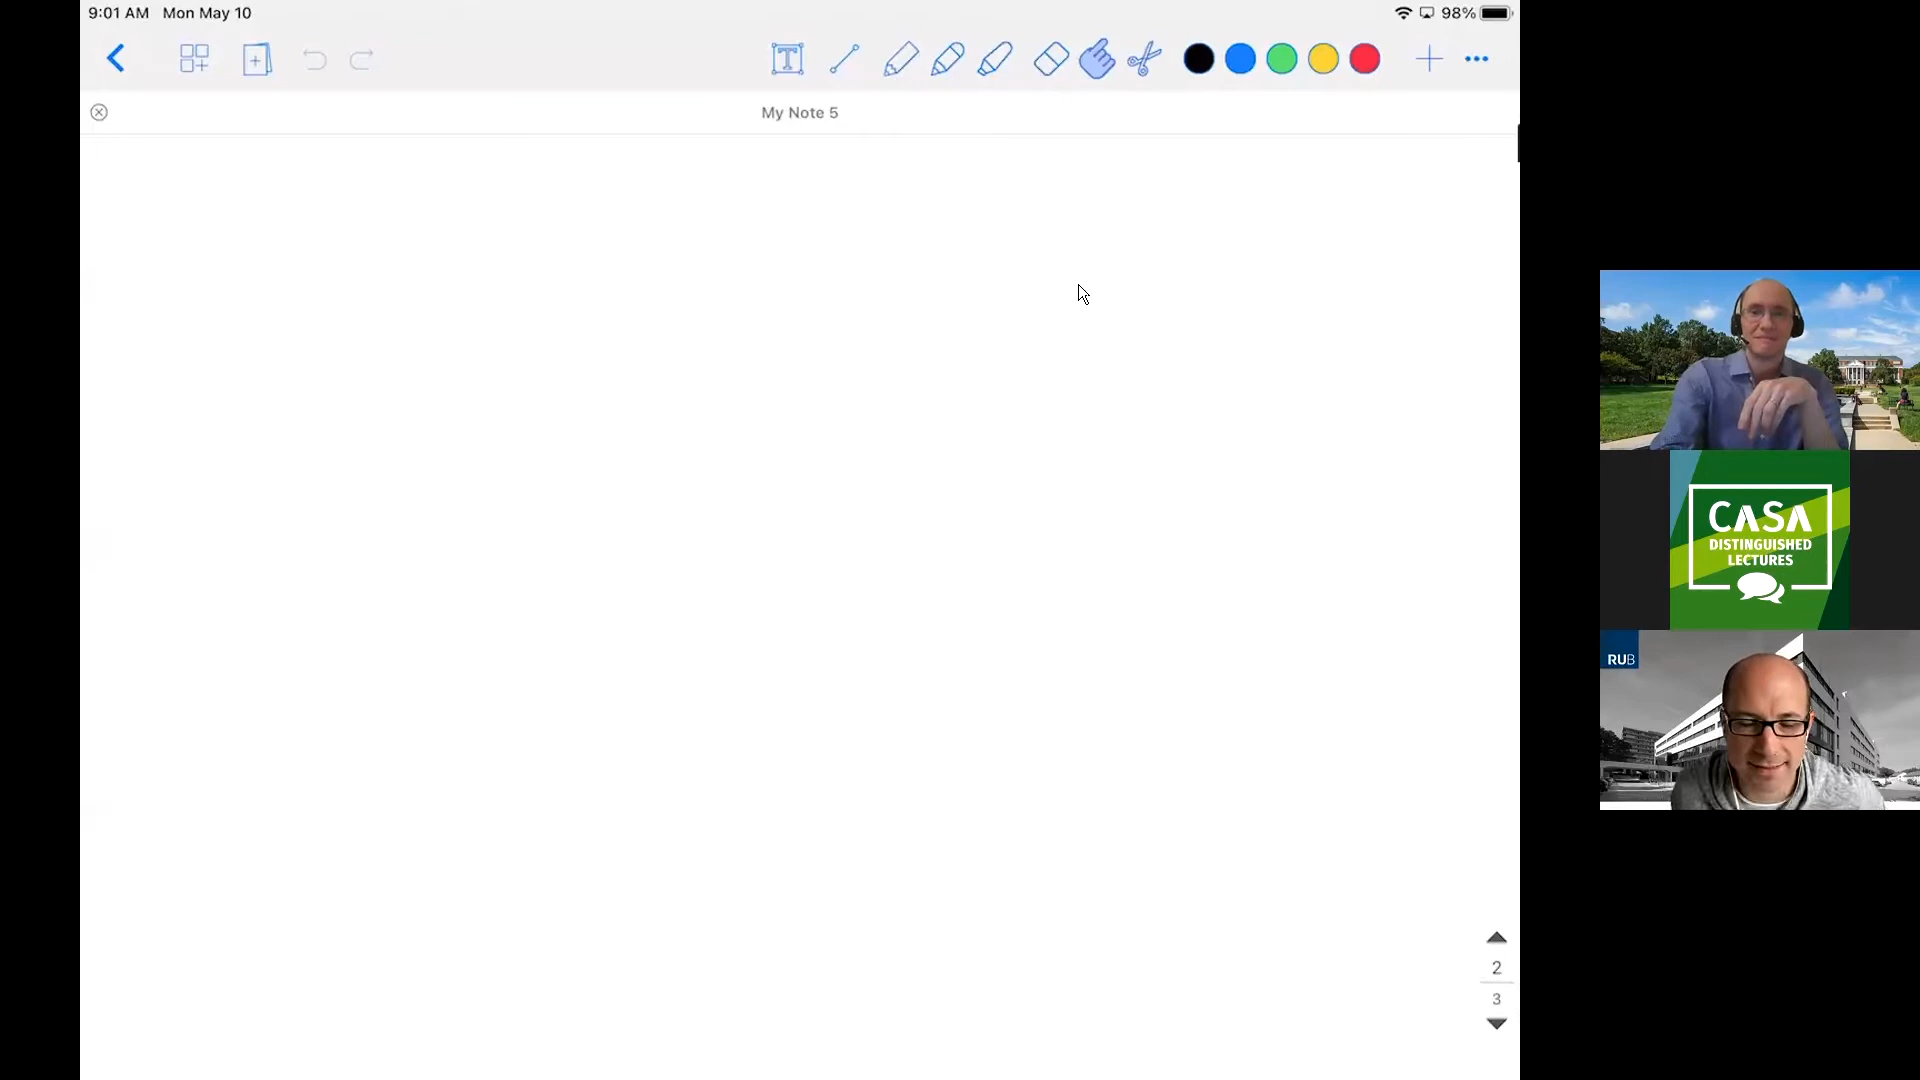 9:01 AM Mon May 10
98%
T
My Note 5
CASA
DISTINGUISHED
LECTURES
RUB
2
3